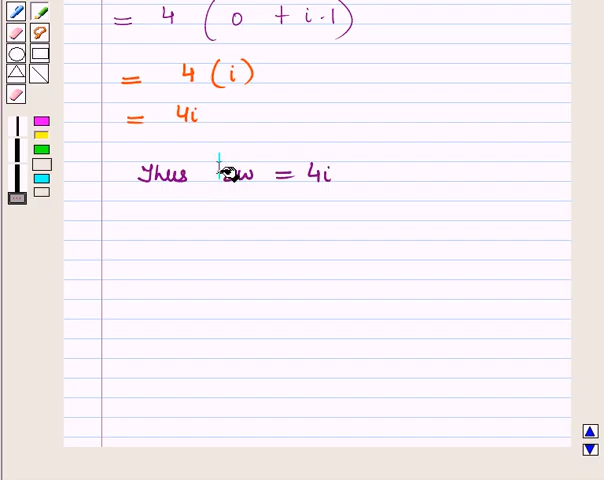 = 4 (0 + i·1)
= 4 (i)
= 4i
Thus = 4i